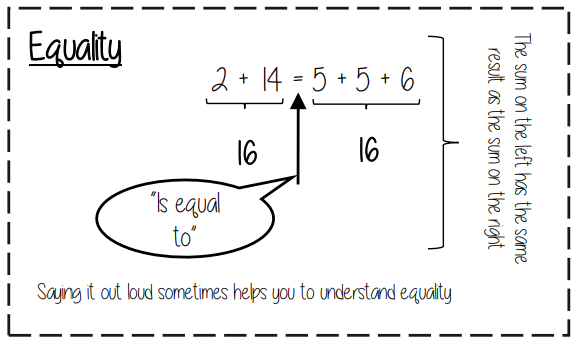 Equality
2 + 14 = 5 + 5 + 6
16 16
"Is equal
to"
The sum on the left has the same
result as the sum on the right
Saying it out loud sometimes helps you to understand equality